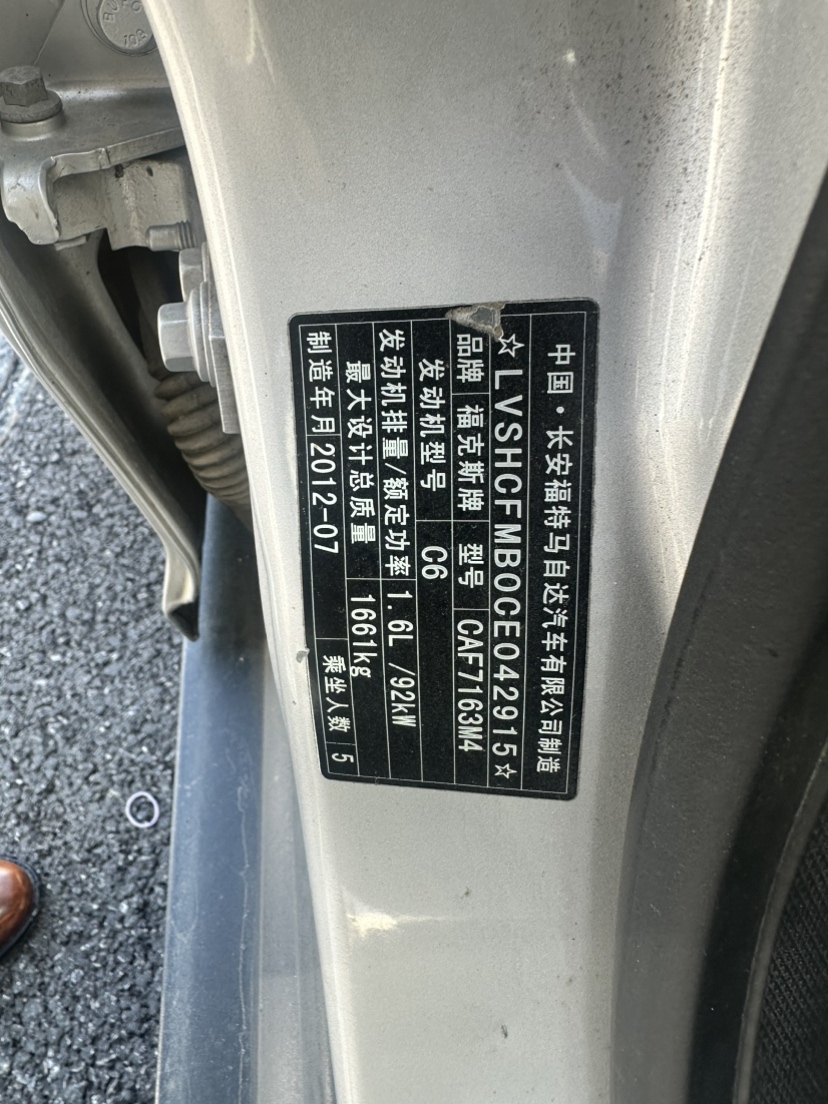 中国·长安福特马自达汽车有限公司制造
☆LVSHCFMB0CE042915☆
品牌 福克斯牌 型号 CAF7163M4
发动机型号 C6
发动机排量/额定功率 1.6L /92kW
最大设计总质量 1661kg
制造年月 2012-07 乘坐人数 5